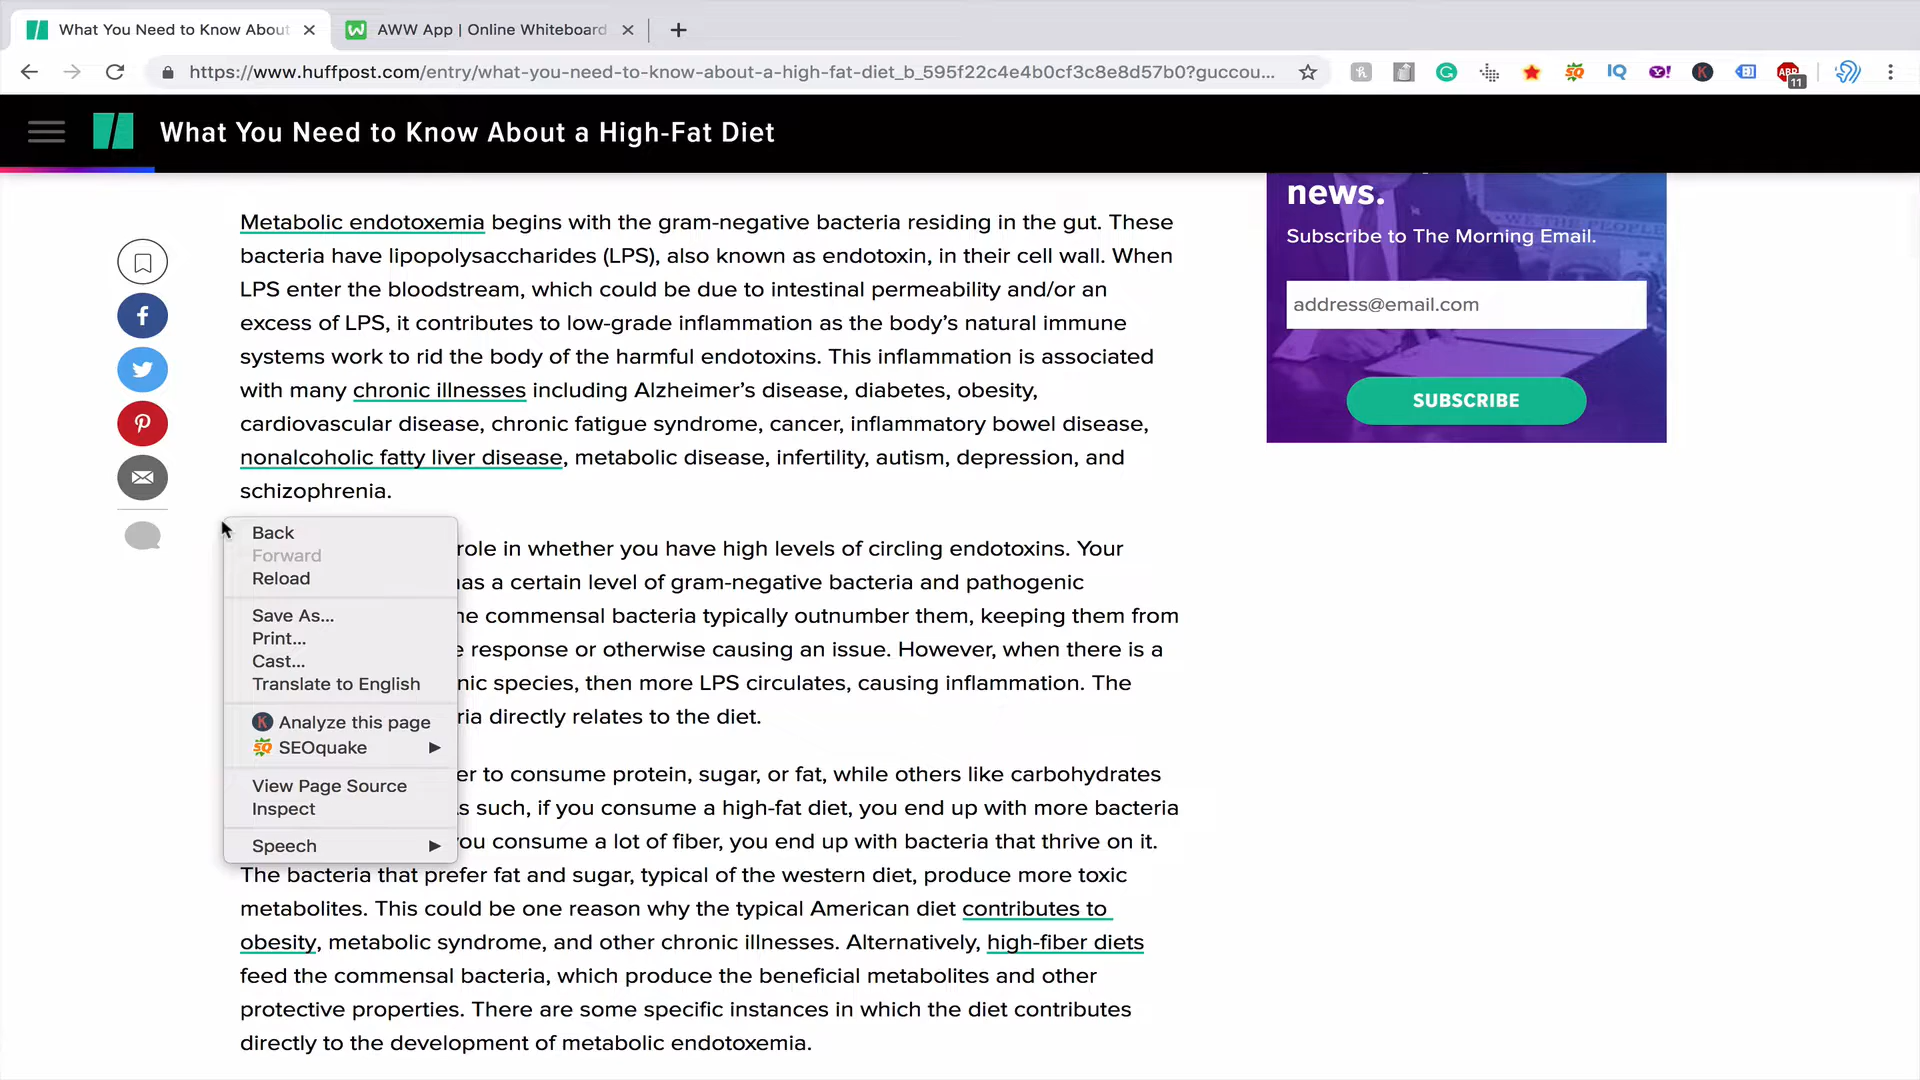 What You Need to Know About
AWW App | Online Whiteboard
https://www.huffpost.com/entry/what-you-need-to-know-about-a-high-fat-diet_b_595f22c4e4b0cf3c8e8d57b0?guccou...
IQ
ABP
11
What You Need to Know About a High-Fat Diet
Metabolic endotoxemia begins with the gram-negative bacteria residing in the gut. These
bacteria have lipopolysaccharides (LPS), also known as endotoxin, in their cell wall. When
LPS enter the bloodstream, which could be due to intestinal permeability and/or an
excess of LPS, it contributes to low-grade inflammation as the body’s natural immune
systems work to rid the body of the harmful endotoxins. This inflammation is associated
with many chronic illnesses including Alzheimer’s disease, diabetes, obesity,
cardiovascular disease, chronic fatigue syndrome, cancer, inflammatory bowel disease,
nonalcoholic fatty liver disease, metabolic disease, infertility, autism, depression, and
schizophrenia.
role in whether you have high levels of circling endotoxins. Your
has a certain level of gram-negative bacteria and pathogenic
commensal bacteria typically outnumber them, keeping them from
response or otherwise causing an issue. However, when there is a
species, then more LPS circulates, causing inflammation. The
directly relates to the diet.
to consume protein, sugar, or fat, while others like carbohydrates
such, if you consume a high-fat diet, you end up with more bacteria
you consume a lot of fiber, you end up with bacteria that thrive on it.
The bacteria that prefer fat and sugar, typical of the western diet, produce more toxic
metabolites. This could be one reason why the typical American diet contributes to
obesity, metabolic syndrome, and other chronic illnesses. Alternatively, high-fiber diets
feed the commensal bacteria, which produce the beneficial metabolites and other
protective properties. There are some specific instances in which the diet contributes
directly to the development of metabolic endotoxemia.
Back
Forward
Reload
Save As...
Print...
Cast...
Translate to English
K Analyze this page
SQ SEOquake
View Page Source
Inspect
Speech
news.
WE THE PEOPLE
Subscribe to The Morning Email.
address@email.com
SUBSCRIBE